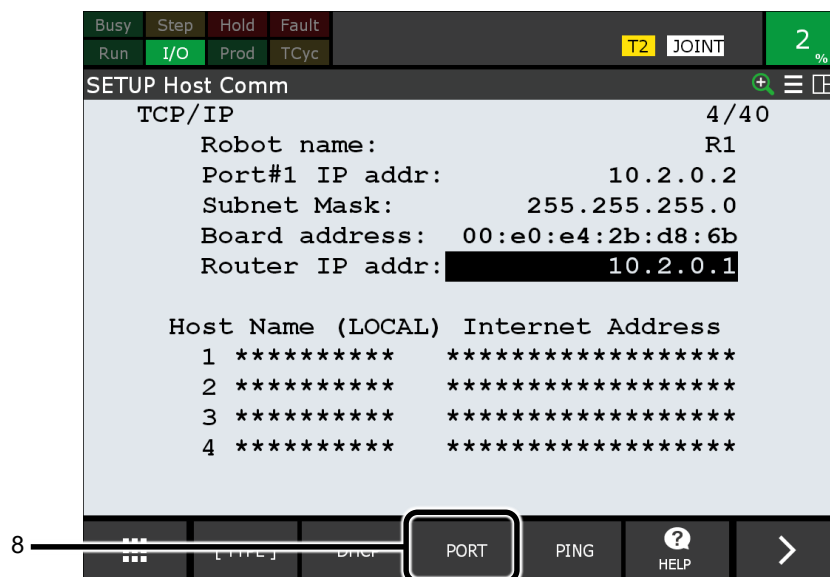 Busy Step Hold Fault
Run I/O Prod TCyc
T2 JOINT
2
%
SETUP Host Comm
TCP/IP 4/40
Robot name: R1
Port#1 IP addr: 10.2.0.2
Subnet Mask: 255.255.255.0
Board address: 00:e0:e4:2b:d8:6b
Router IP addr: 10.2.0.1
Host Name (LOCAL) Internet Address
1 ********** ******************
2 ********** ******************
3 ********** ******************
4 ********** ******************
8
PORT PING
HELP